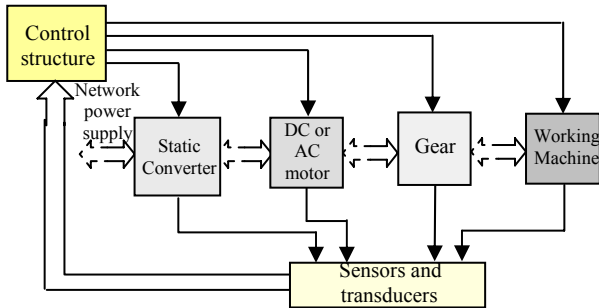 Control
structure
Network
power
supply
Static
Converter
DC or
AC
motor
Gear
Working
Machine
Sensors and
transducers